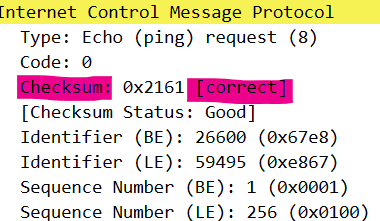 Internet Control Message Protocol
Type: Echo (ping) request (8)
Code: 0
Checksum: 0x2161 [correct]
[Checksum Status: Good]
Identifier (BE): 26600 (0x67e8)
Identifier (LE): 59495 (0xe867)
Sequence Number (BE): 1 (0x0001)
Sequence Number (LE): 256 (0x0100)